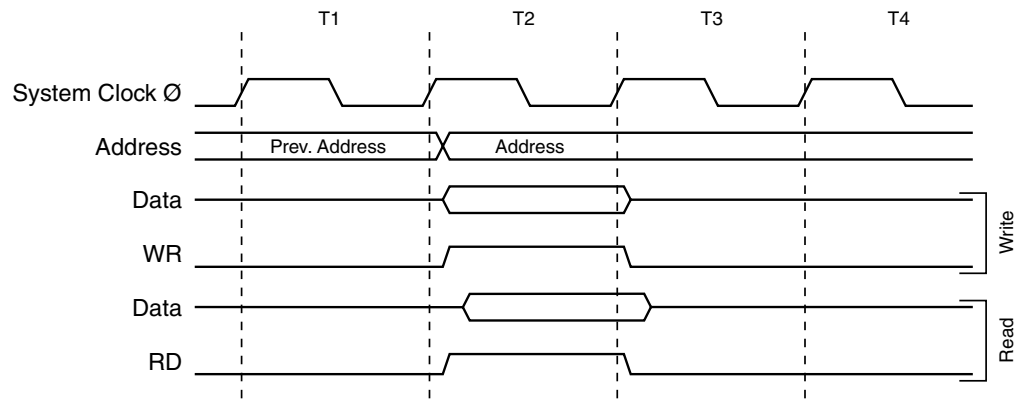 T1 T2 T3 T4
System Clock Ø
Address Prev. Address Address
Data
WR
Write
Data
RD
Read